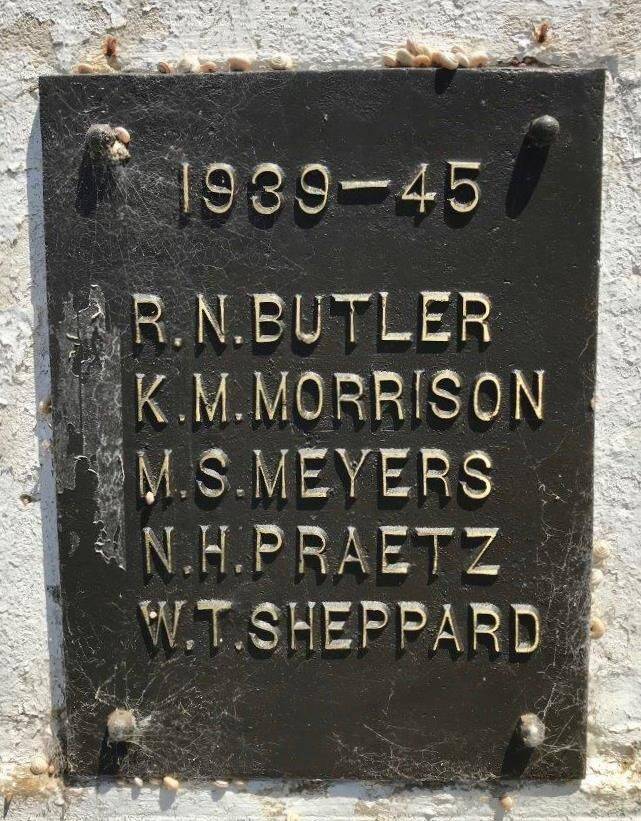 1939-45
R.N.BUTLER
K.M.MORRISON
M.S.MEYERS
N.H.PRAETZ
W.T.SHEPPARD